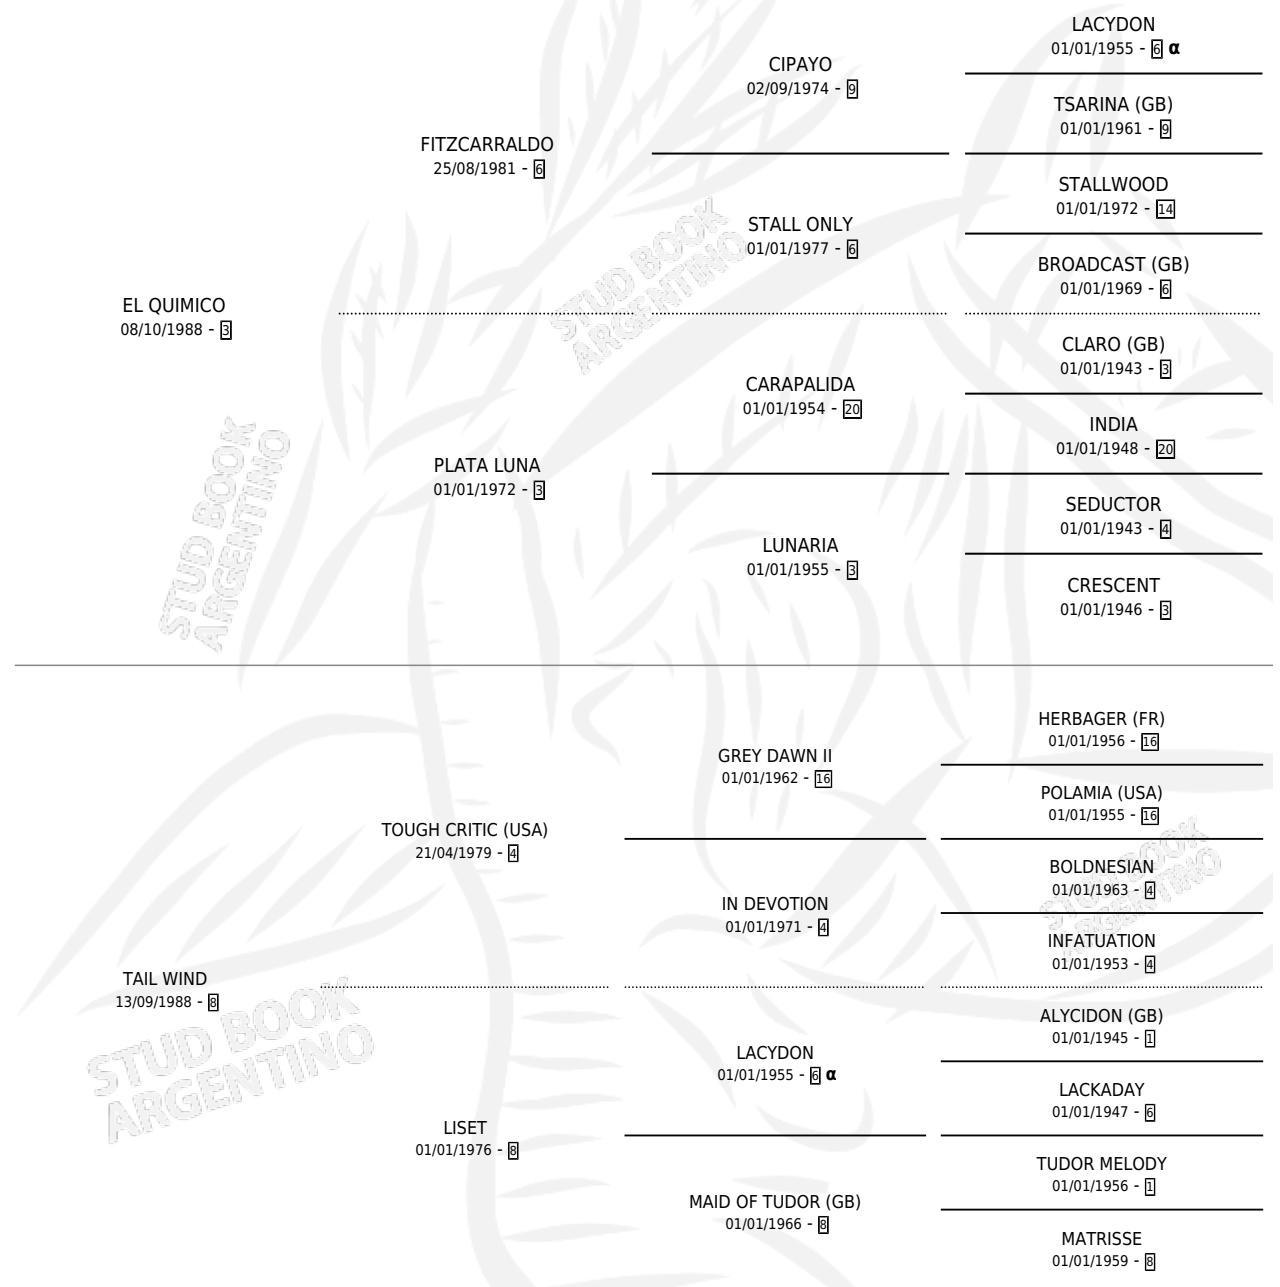 LACYDON
01/01/1955 - 6 α
CIPAYO
02/09/1974 - 9
TSARINA (GB)
01/01/1961 - 9
FITZCARRALDO
25/08/1981 - 6
STALLWOOD
01/01/1972 - 14
STALL ONLY
01/01/1977 - 6
BROADCAST (GB)
01/01/1969 - 6
EL QUIMICO
08/10/1988 - 3
CLARO (GB)
01/01/1943 - 3
CARAPALIDA
01/01/1954 - 20
INDIA
01/01/1948 - 20
PLATA LUNA
01/01/1972 - 3
SEDUCTOR
01/01/1943 - 4
LUNARIA
01/01/1955 - 3
CRESCENT
01/01/1946 - 3
STUD BOOK
ARGENTINO
STUD BOOK
ARGENTINO
HERBAGER (FR)
01/01/1956 - 16
GREY DAWN II
01/01/1962 - 16
POLAMIA (USA)
01/01/1955 - 16
TOUGH CRITIC (USA)
21/04/1979 - 4
BOLDNESIAN
01/01/1963 - 4
IN DEVOTION
01/01/1971 - 4
INFATUATION
01/01/1953 - 4
TAIL WIND
13/09/1988 - 8
ALYCIDON (GB)
01/01/1945 - 1
LACYDON
01/01/1955 - 6 α
LACKADAY
01/01/1947 - 6
LISET
01/01/1976 - 8
TUDOR MELODY
01/01/1956 - 1
MAID OF TUDOR (GB)
01/01/1966 - 8
MATRISSE
01/01/1959 - 8
STUD BOOK
ARGENTINO
STUD BOOK
ARGENTINO